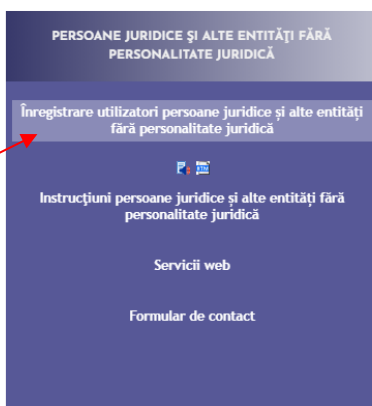 PERSOANE JURIDICE ŞI ALTE ENTITĂŢI FĂRĂ
PERSONALITATE JURIDICĂ
Înregistrare utilizatori persoane juridice și alte entități
fără personalitate juridică
Instrucţiuni persoane juridice și alte entități fără
personalitate juridică
Servicii web
Formular de contact